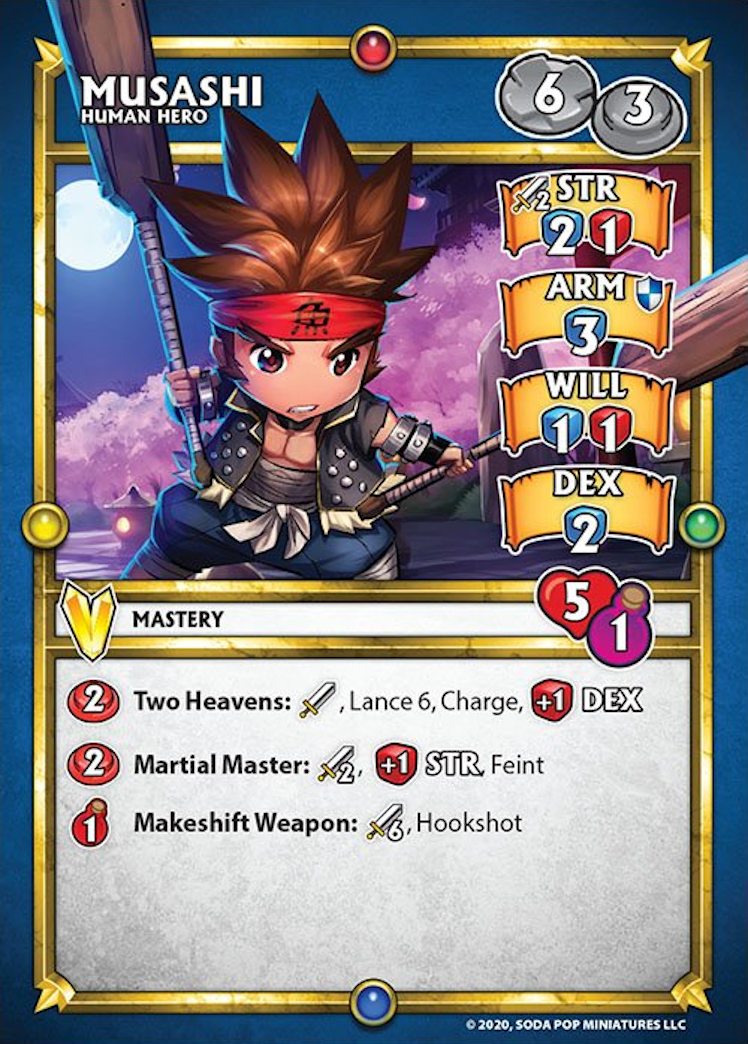 MUSASHI
HUMAN HERO
6 3
2 STR
2 1
ARM
3
WILL
1 1
DEX
2
MASTERY
5
1
2 Two Heavens: , Lance 6, Charge, +1 DEX
2 Martial Master: 2, +1 STR, Feint
1 Makeshift Weapon: 6, Hookshot
© 2020, SODA POP MINIATURES LLC